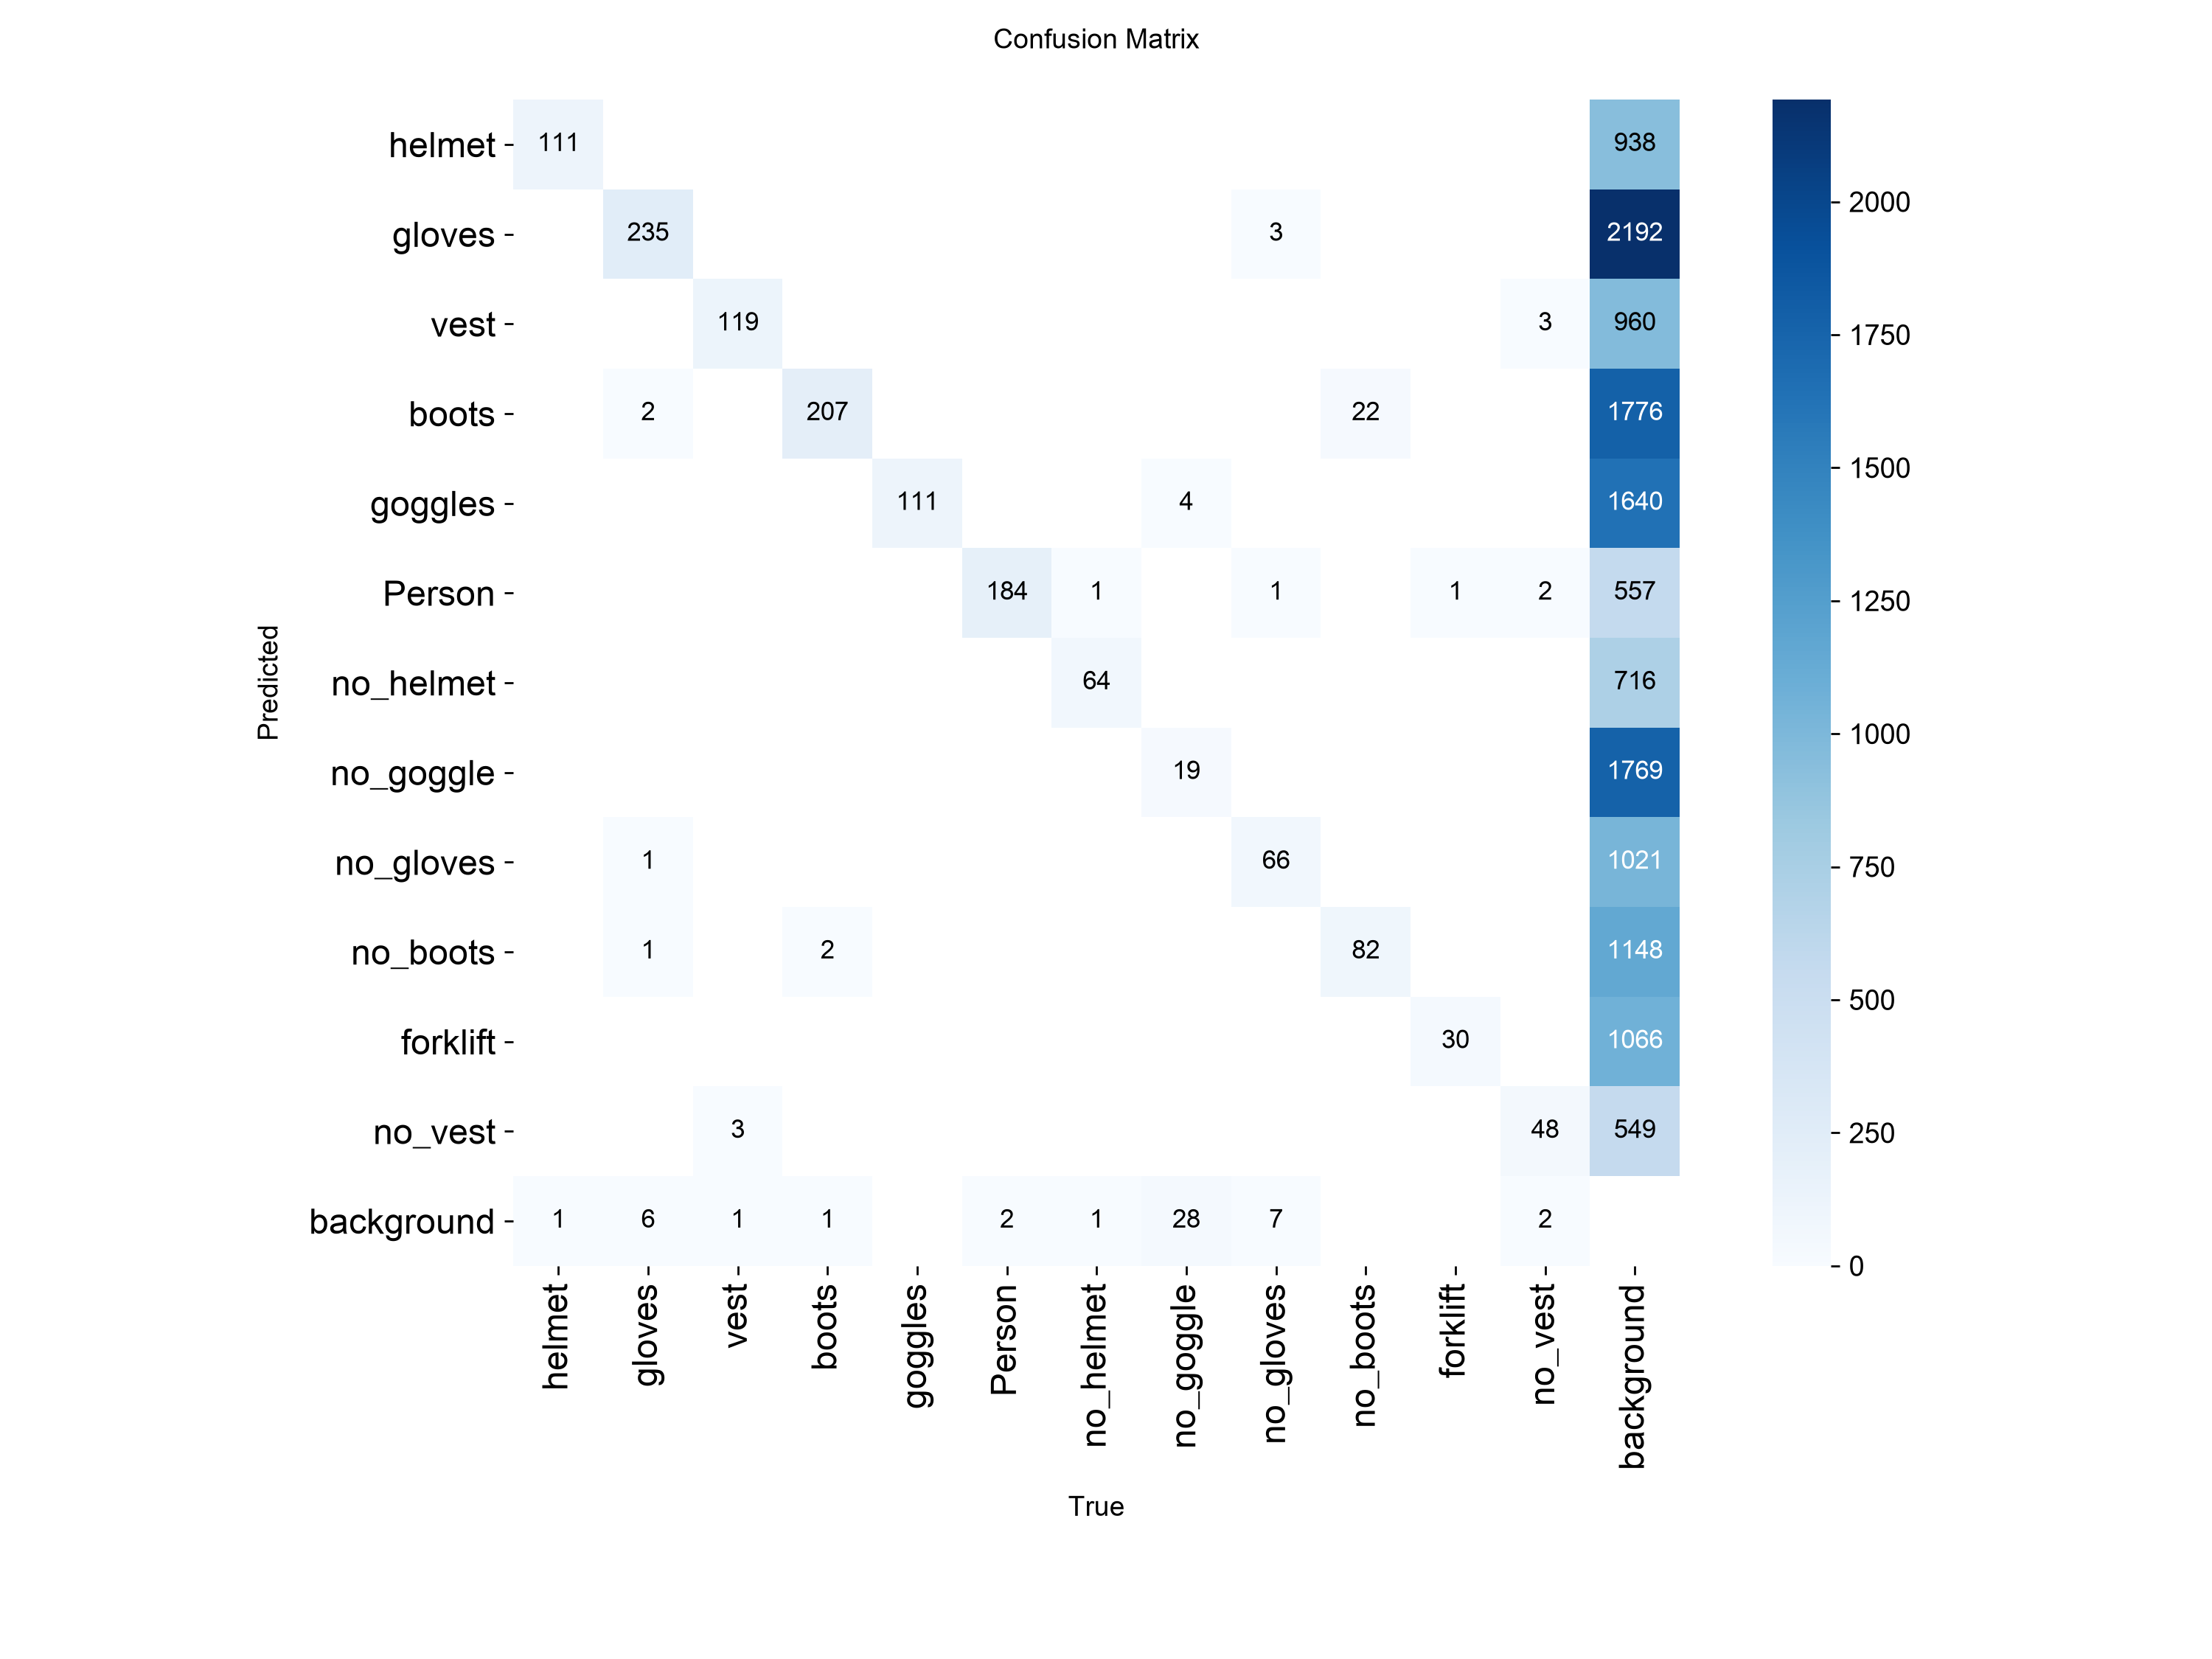 Confusion Matrix
helmet 111 938
gloves 235 3 2192
vest 119 3 960
boots 2 207 22 1776
goggles 111 4 1640
Person 184 1 1 1 2 557
no_helmet 64 716
no_goggle 19 1769
no_gloves 1 66 1021
no_boots 1 2 82 1148
forklift 30 1066
no_vest 3 48 549
background 1 6 1 1 2 1 28 7 2
helmet gloves vest boots goggles Person no_helmet no_goggle no_gloves no_boots forklift no_vest background
True
Predicted
2000
1750
1500
1250
1000
750
500
250
0